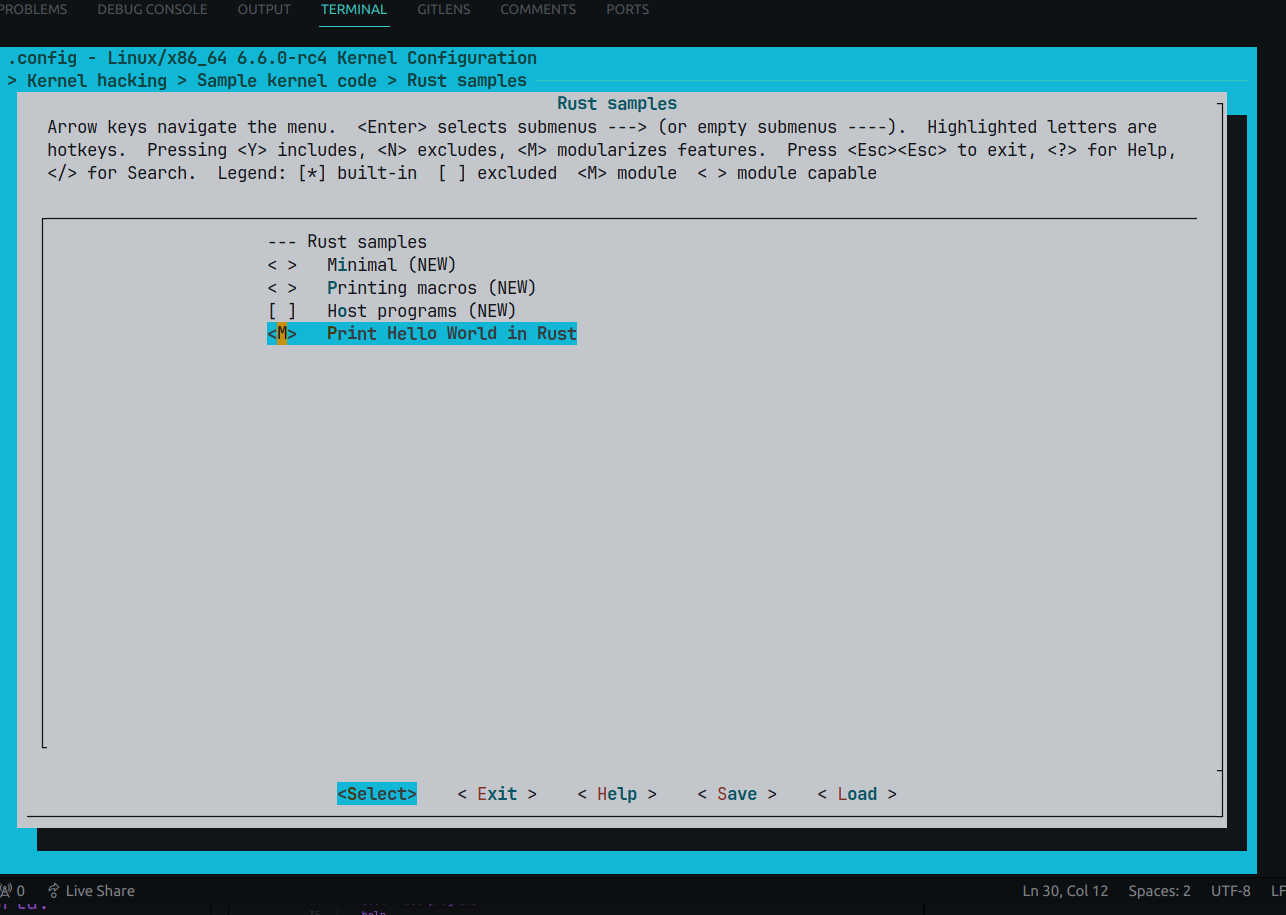 PROBLEMS DEBUG CONSOLE OUTPUT TERMINAL GITLENS COMMENTS PORTS
.config - Linux/x86_64 6.6.0-rc4 Kernel Configuration
> Kernel hacking > Sample kernel code > Rust samples
Rust samples
Arrow keys navigate the menu. <Enter> selects submenus ---> (or empty submenus ----). Highlighted letters are
hotkeys. Pressing <Y> includes, <N> excludes, <M> modularizes features. Press <Esc><Esc> to exit, <?> for Help,
</> for Search. Legend: [*] built-in [ ] excluded <M> module < > module capable
--- Rust samples
< > Minimal (NEW)
< > Printing macros (NEW)
[ ] Host programs (NEW)
<M> Print Hello World in Rust
<Select> < Exit > < Help > < Save > < Load >
0 Live Share Ln 30, Col 12 Spaces: 2 UTF-8 LF
help